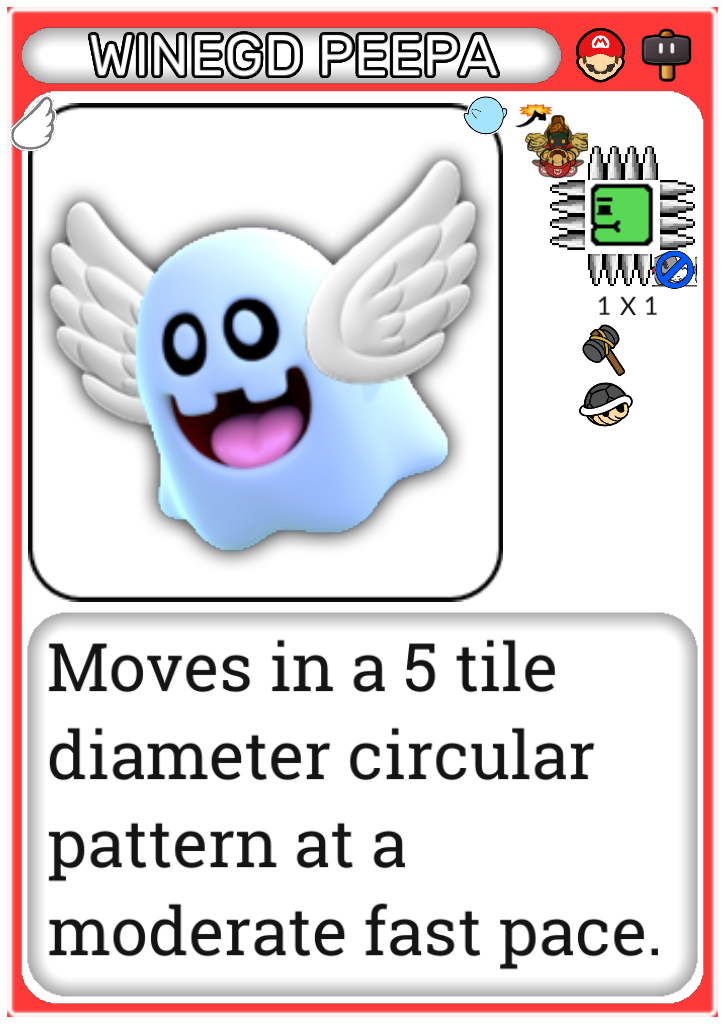 WINEGD PEEPA
1 X 1
Moves in a 5 tile
diameter circular
pattern at a
moderate fast pace.